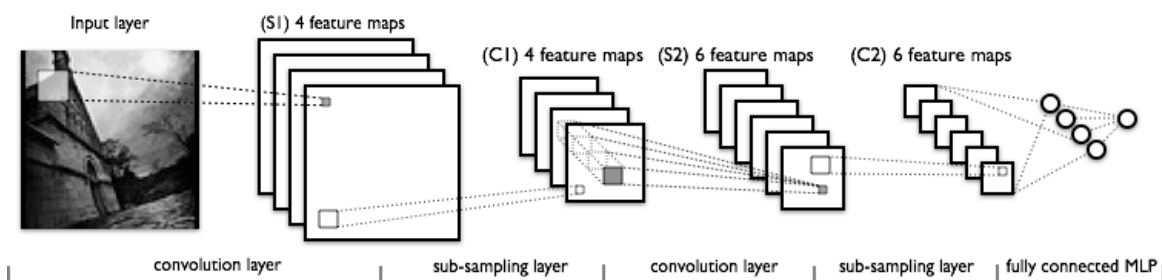 Input layer
(S1) 4 feature maps
(C1) 4 feature maps
(S2) 6 feature maps
(C2) 6 feature maps
convolution layer
sub-sampling layer
convolution layer
sub-sampling layer
fully connected MLP